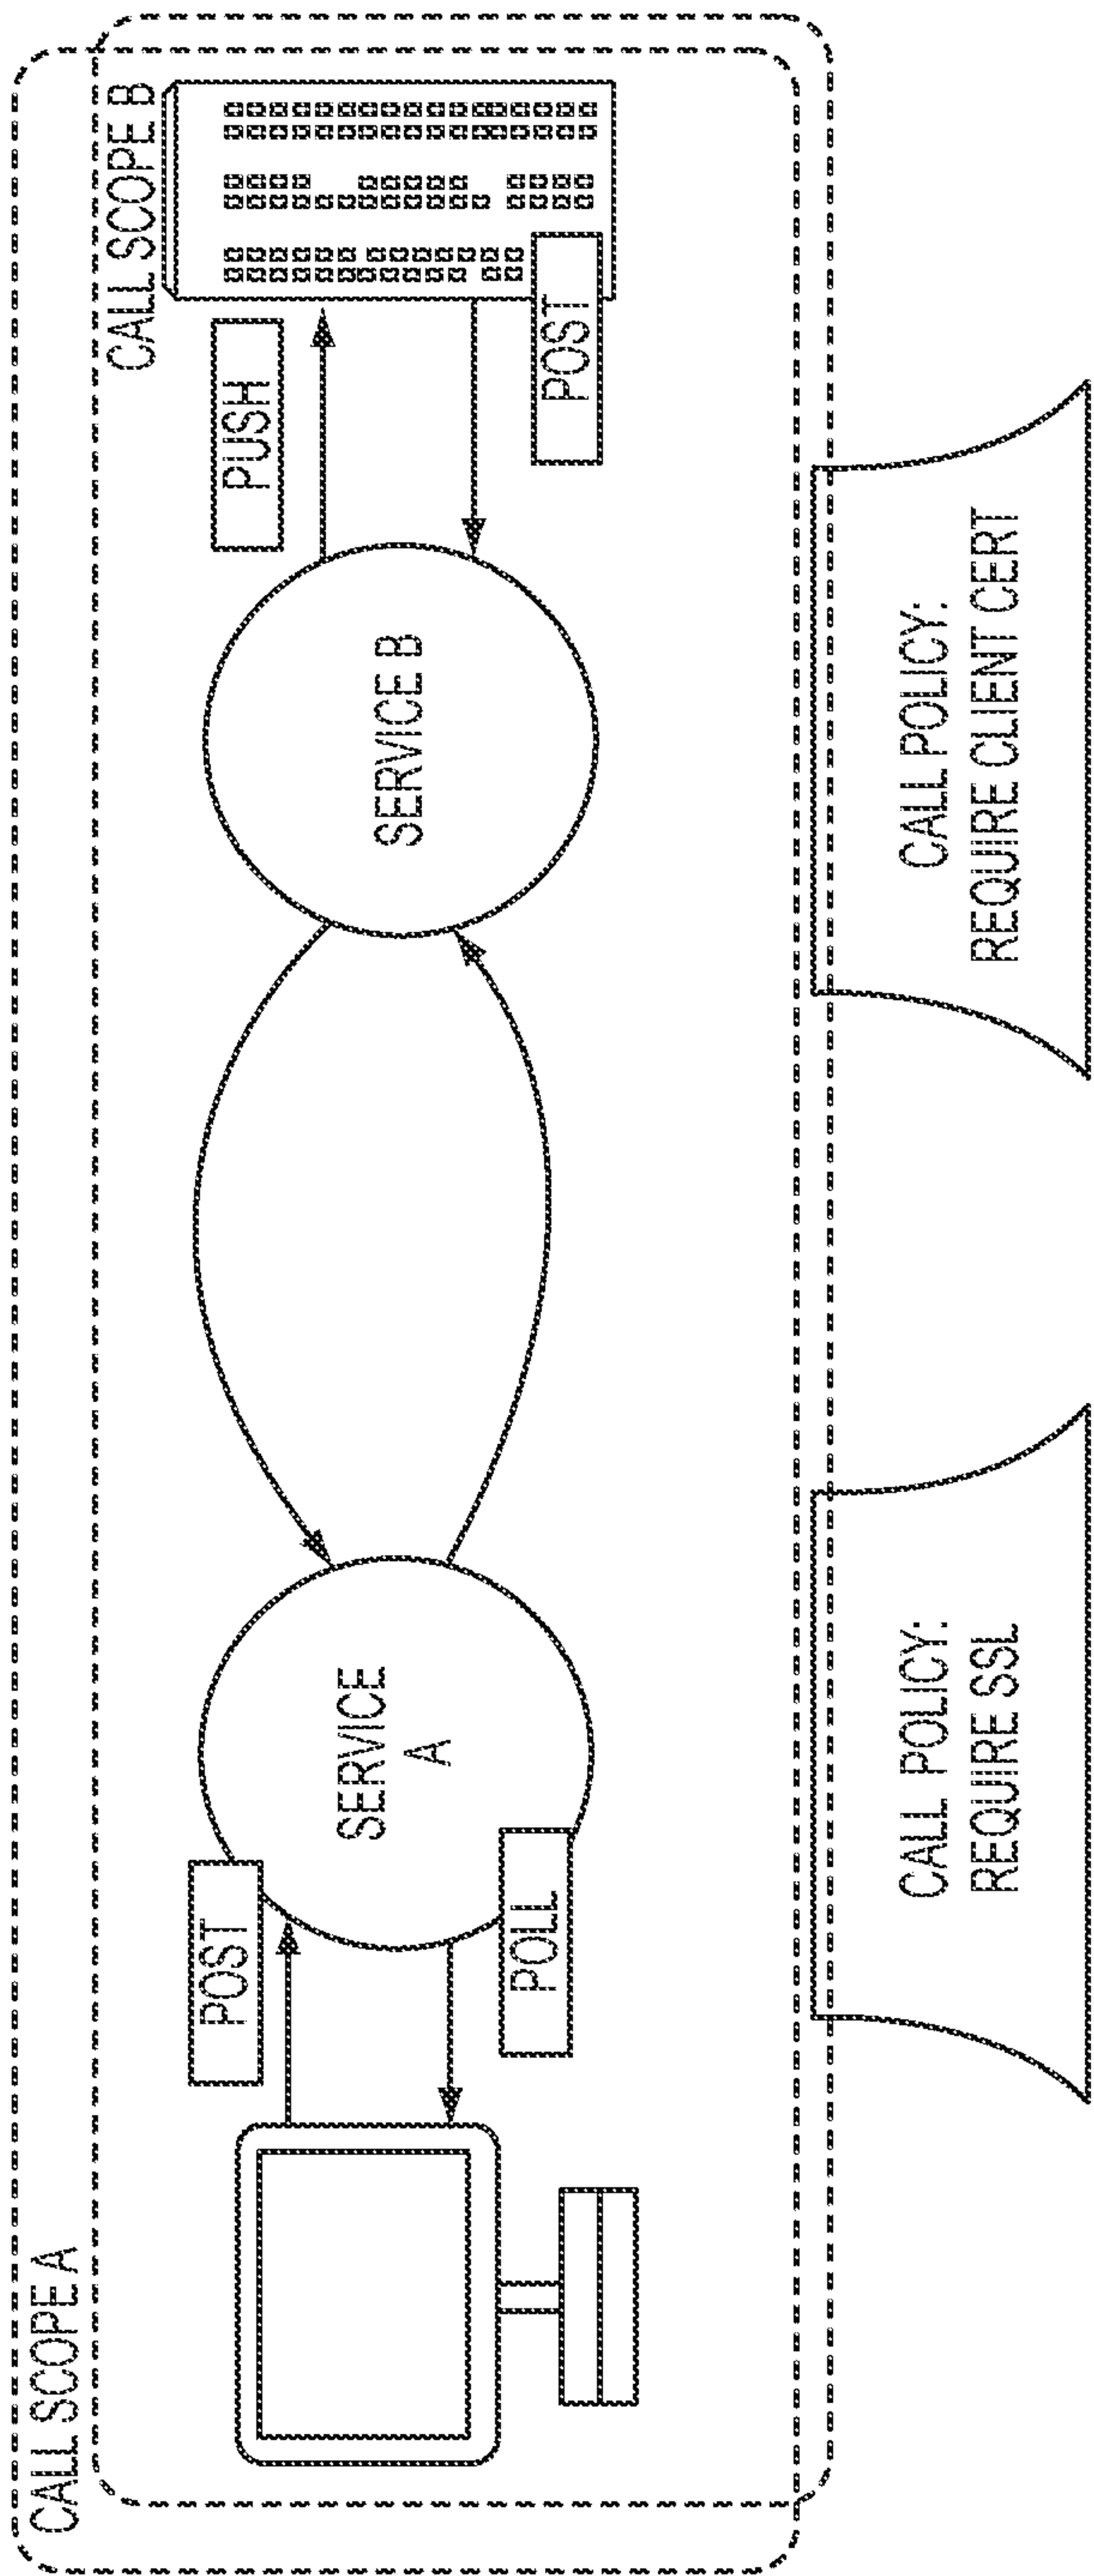 CALL SCOPE A
CALL SCOPE B
POST
PUSH
SERVICE
A
SERVICE B
POLL
POST
CALL POLICY:
REQUIRE SSL
CALL POLICY:
REQUIRE CLIENT CERT